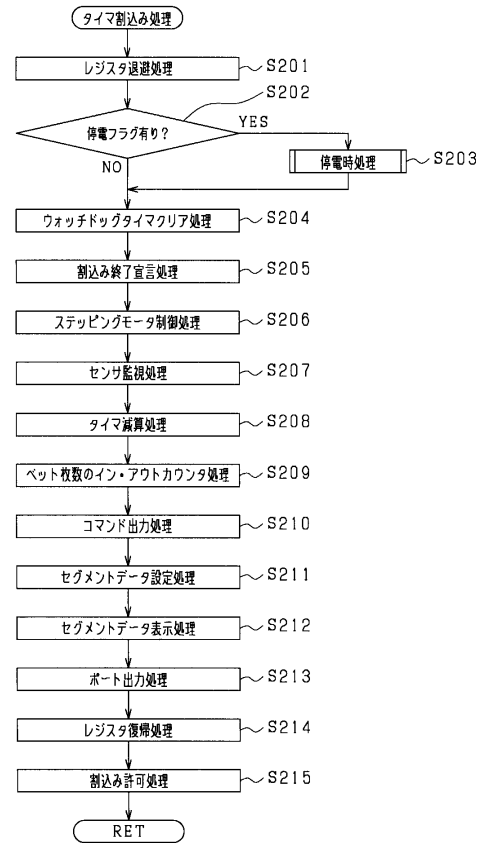 タイマ割込み処理
レジスタ退避処理
S201
S202
停電フラグ有り?
YES
NO
停電時処理
S203
ウォッチドッグタイマクリア処理
S204
割込み終了宣言処理
S205
ステッピングモータ制御処理
S206
センサ監視処理
S207
タイマ減算処理
S208
ベット枚数のイン・アウトカウンタ処理
S209
コマンド出力処理
S210
セグメントデータ設定処理
S211
セグメントデータ表示処理
S212
ポート出力処理
S213
レジスタ復帰処理
S214
割込み許可処理
S215
RET